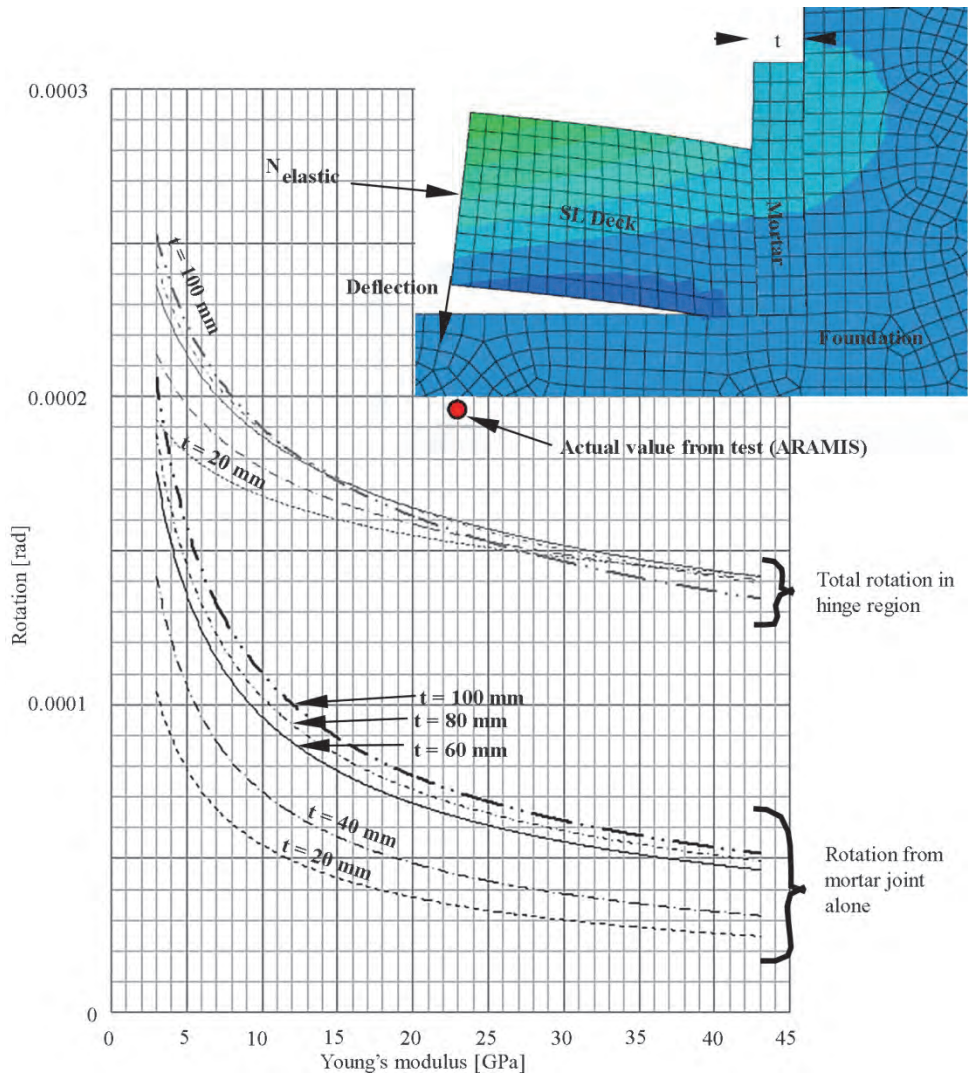 t
0.0003
N elastic
t = 100 mm
SL Deck
Mortar
Deflection
Foundation
0.0002
Actual value from test (ARAMIS)
t = 20 mm
Total rotation in
hinge region
Rotation [rad]
0.0001
t = 100 mm
t = 80 mm
t = 60 mm
t = 40 mm
t = 20 mm
Rotation from
mortar joint
alone
0
0 5 10 15 20 25 30 35 40 45
Young's modulus [GPa]